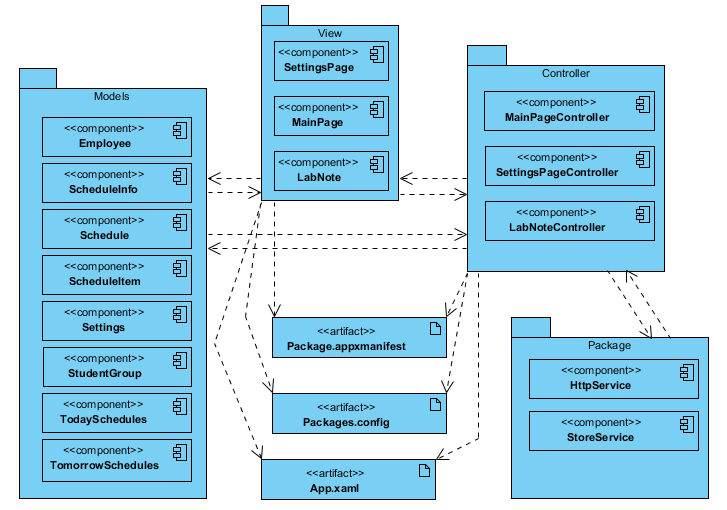 Models
<<component>>
Employee
<<component>>
ScheduleInfo
<<component>>
Schedule
<<component>>
ScheduleItem
<<component>>
Settings
<<component>>
StudentGroup
<<component>>
TodaySchedules
<<component>>
TomorrowSchedules
View
<<component>>
SettingsPage
<<component>>
MainPage
<<component>>
LabNote
Controller
<<component>>
MainPageController
<<component>>
SettingsPageController
<<component>>
LabNoteController
<<artifact>>
Package.appxmanifest
<<artifact>>
Packages.config
<<artifact>>
App.xaml
Package
<<component>>
HttpService
<<component>>
StoreService